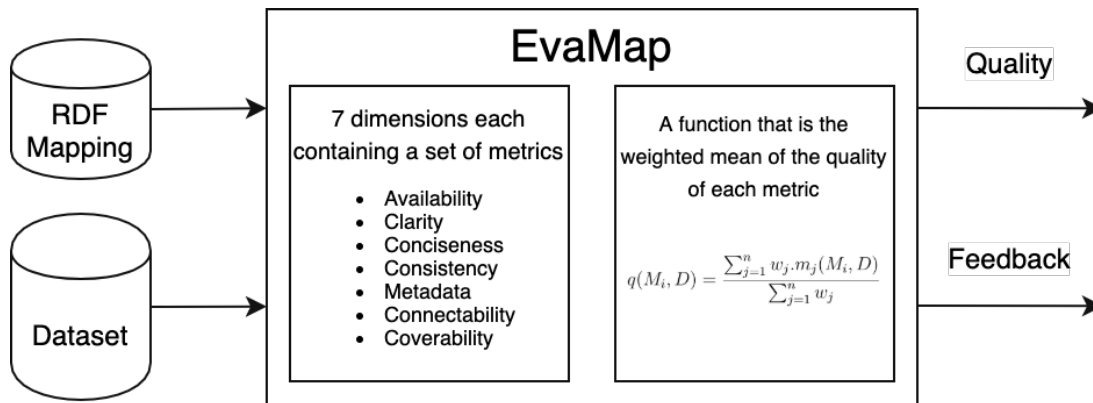 EvaMap
RDF
Mapping
Dataset
7 dimensions each
containing a set of metrics
• Availability
• Clarity
• Conciseness
• Consistency
• Metadata
• Connectability
• Coverability
A function that is the
weighted mean of the quality
of each metric
q(M_i, D) = \frac{\sum_{j=1}^{n} w_j.m_j(M_i, D)}{\sum_{j=1}^{n} w_j}
Quality
Feedback